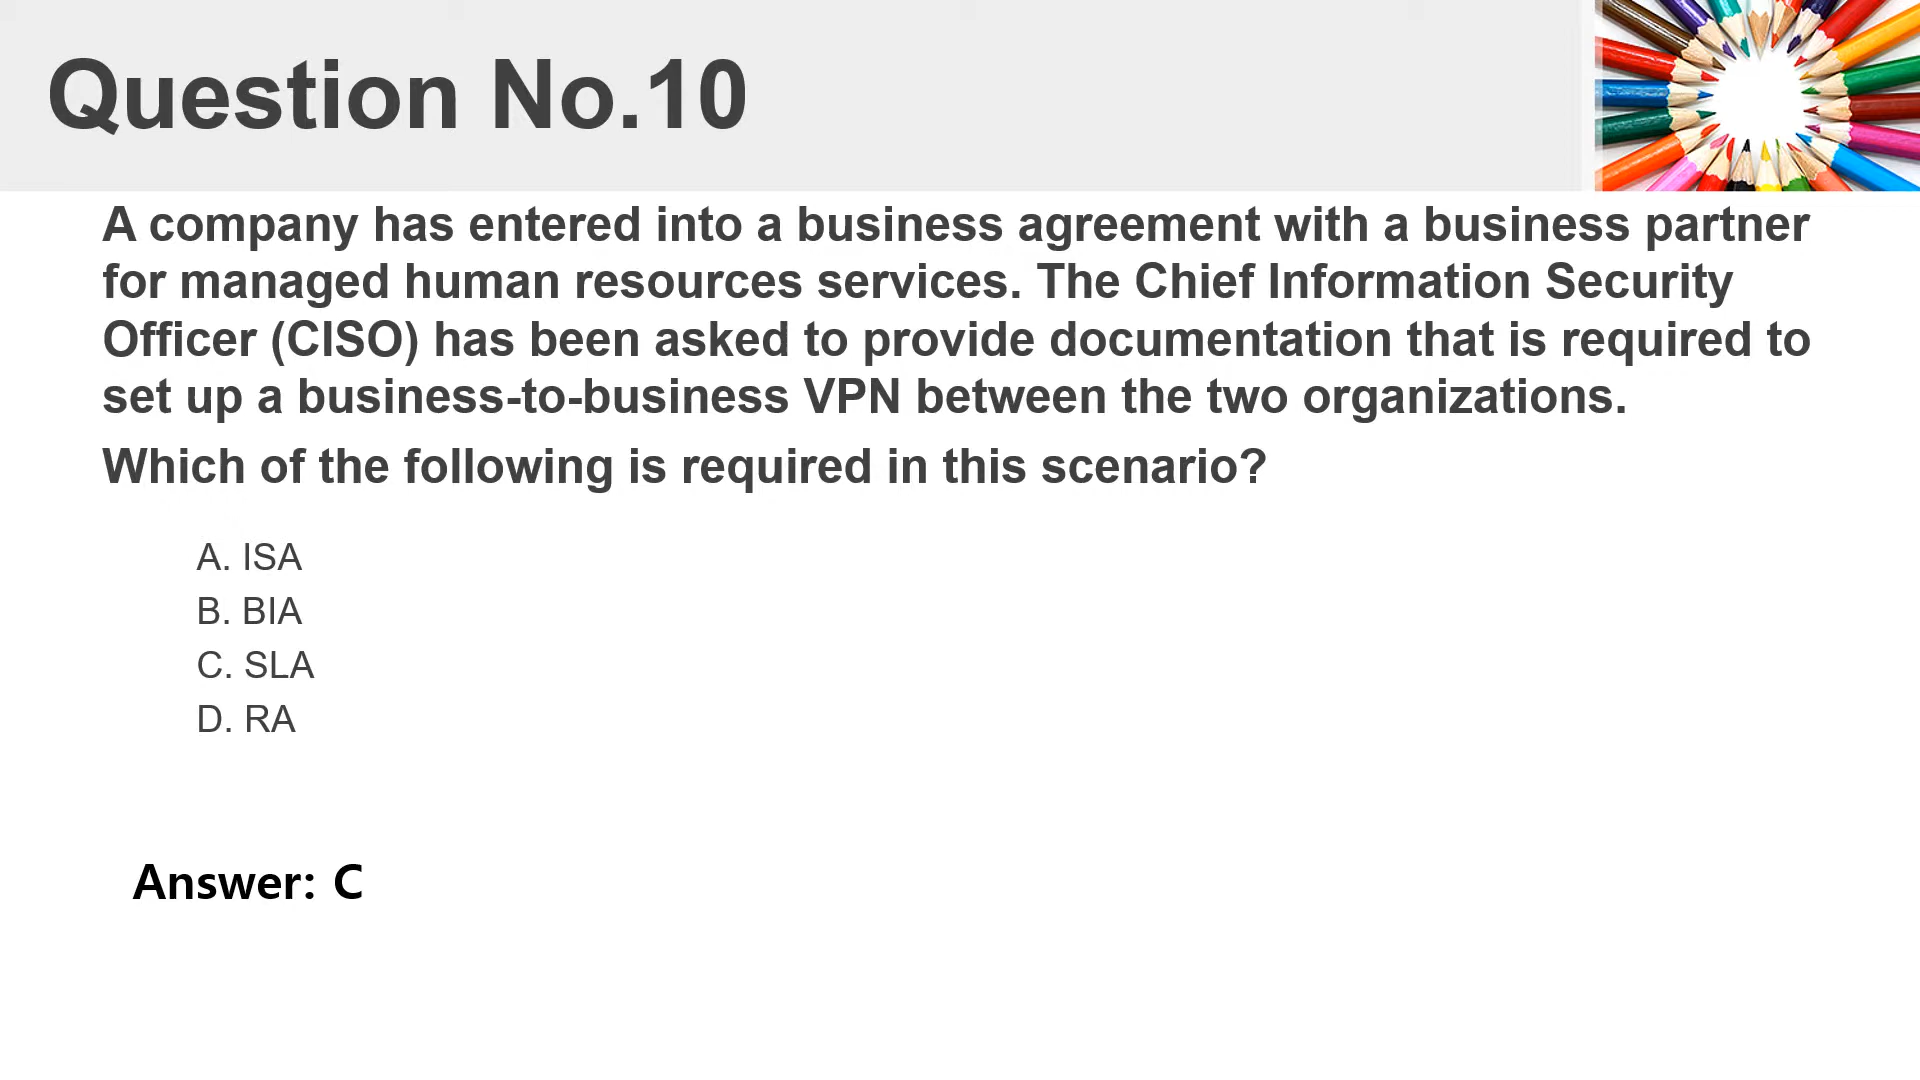 Question No.10
A company has entered into a business agreement with a business partner
for managed human resources services. The Chief Information Security
Officer (CISO) has been asked to provide documentation that is required to
set up a business-to-business VPN between the two organizations.
Which of the following is required in this scenario?
A. ISA
B. BIA
C. SLA
D. RA
Answer: C